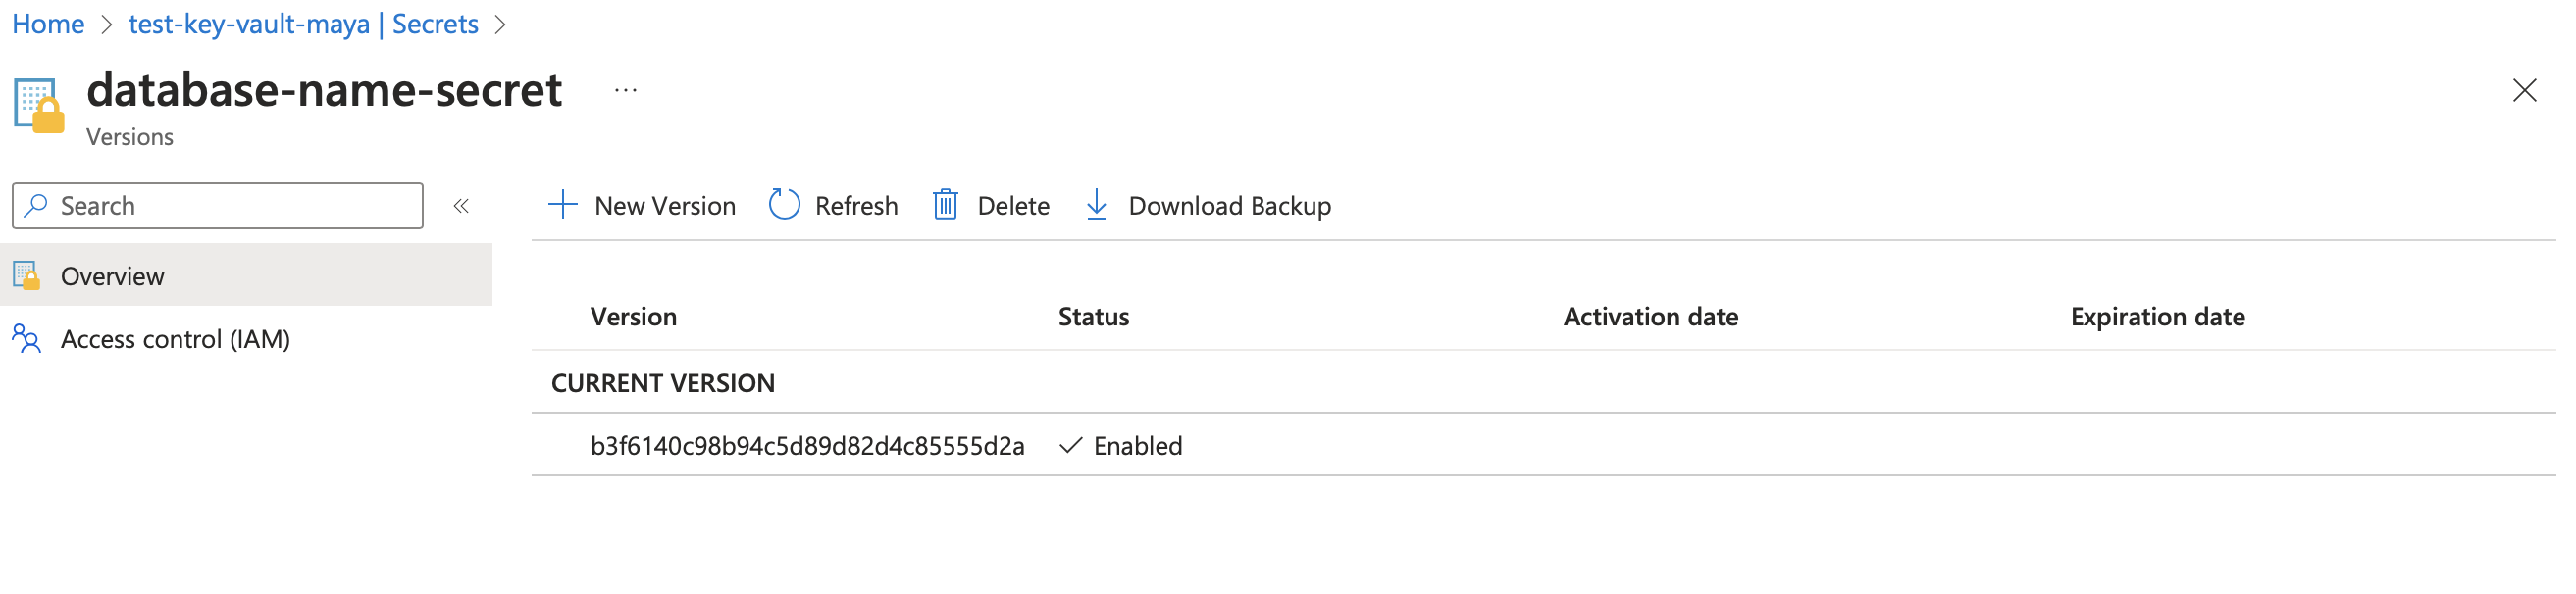 Home > test-key-vault-maya | Secrets >
database-name-secret ...
Versions
Search «
Overview
Access control (IAM)
New Version Refresh Delete Download Backup
Version Status Activation date Expiration date
CURRENT VERSION
b3f6140c98b94c5d89d82d4c85555d2a Enabled